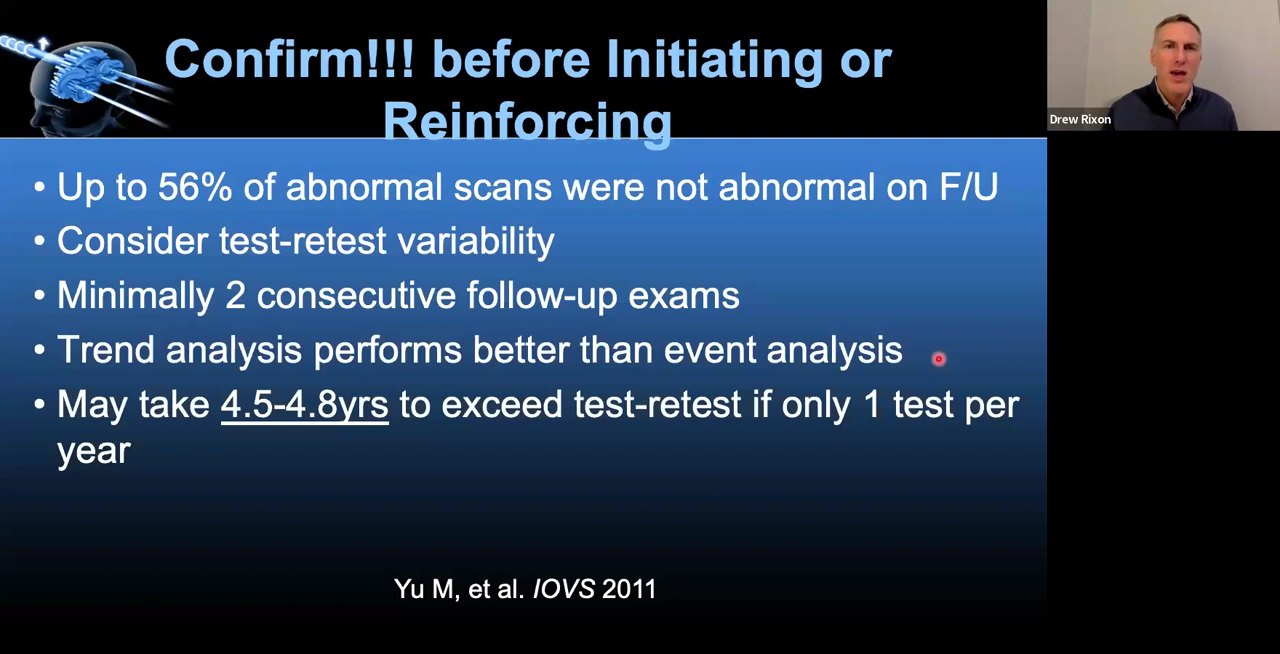 Confirm!!! before Initiating or
Reinforcing
Drew Rixon
• Up to 56% of abnormal scans were not abnormal on F/U
• Consider test-retest variability
• Minimally 2 consecutive follow-up exams
• Trend analysis performs better than event analysis
• May take 4.5-4.8yrs to exceed test-retest if only 1 test per
year
Yu M, et al. IOVS 2011